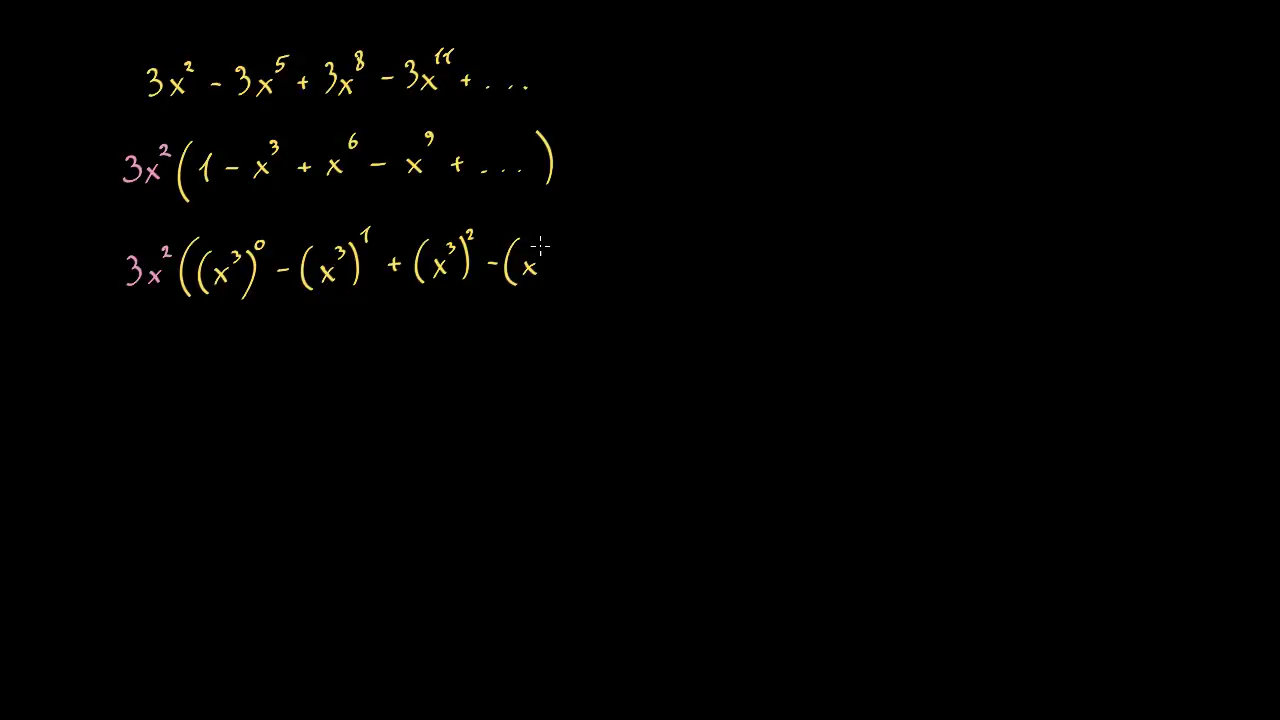 3x² - 3x⁵ + 3x⁸ - 3x¹¹ + ...
3x² (1 - x³ + x⁶ - x⁹ + ...)
3x² ((x³)⁰ - (x³)¹ + (x³)² - (x